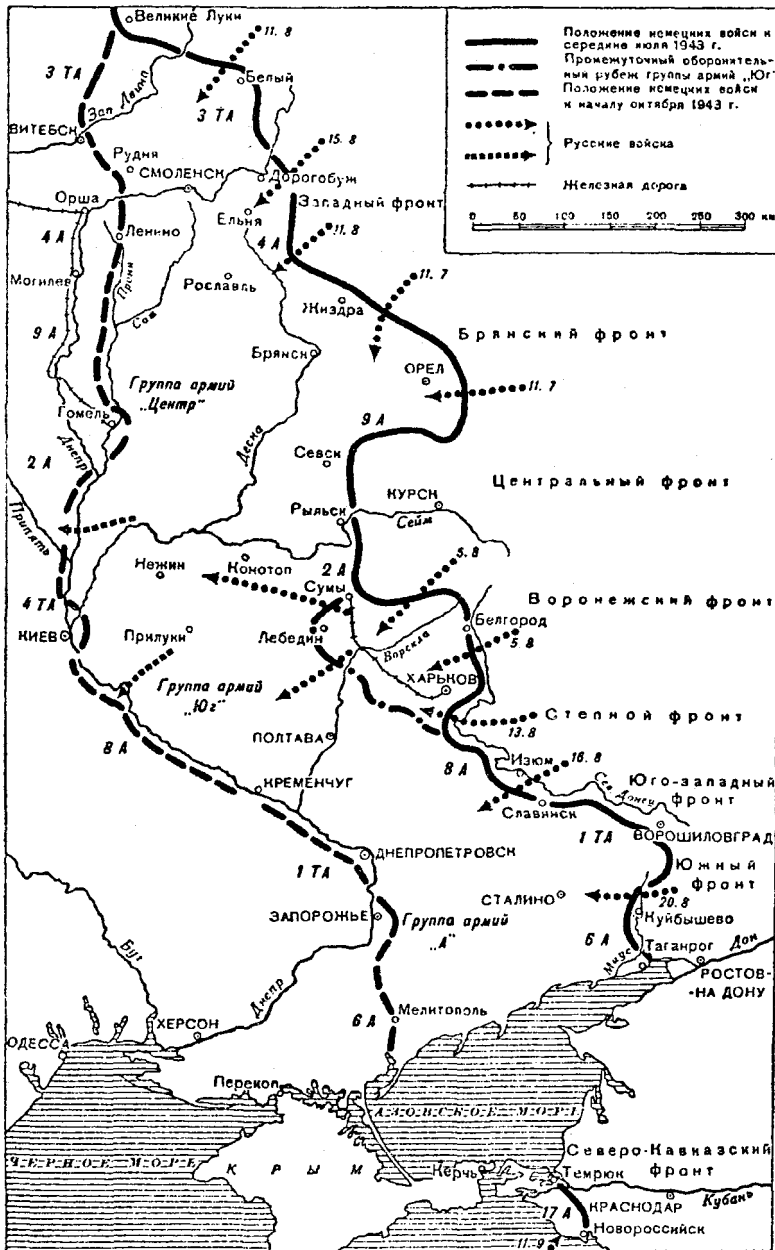 Великие Луки
11. 8
Положение немецких войск к
середине июля 1943 г.
Промежуточный оборонитель-
ный рубеж группы армий „Юг"
Положение немецких войск
к началу октября 1943 г.
Русские войска
Железная дорога
0 50 100 150 200 250 300 км
3 ТА
Белый
Зап. Двина
3 ТА
ВИТЕБСК
15. 8
Рудня
СМОЛЕНСК
Дорогобуж
Орша
Ельня
Западный фронт
4 А
Ленино
4 А
11. 8
Могилев
Проня
Рославль
11. 7
Сож
Жиздра
9 А
Брянский фронт
Брянск
ОРЕЛ
Группа армий
„Центр"
11. 7
Гомель
9 А
Днепр
Десна
Севск
2 А
Центральный фронт
КУРСК
Припять
Рыльск
Сейм
Нежин
Конотоп
2 А
5. 8
4 ТА
Сумы
Воронежский фронт
КИЕВ
Прилуки
Лебедин
Ворскла
Белгород
5. 8
Группа армий
„Юг"
ХАРЬКОВ
Степной фронт
13. 8
ПОЛТАВА
8 А
8 А
Изюм
16. 8
Сев. Донец
Юго-западный
фронт
КРЕМЕНЧУГ
Славянск
ВОРОШИЛОВГРАД
1 ТА
ДНЕПРОПЕТРОВСК
1 ТА
Южный
фронт
СТАЛИНО
20. 8
ЗАПОРОЖЬЕ
Группа армий
„А"
Куйбышево
6 А
Миус
Таганрог
Дон
РОСТОВ-
НА ДОНУ
Буг
Днепр
ХЕРСОН
Мелитополь
6 А
ОДЕССА
Перекоп
АЗОВСКОЕ МОРЕ
ЧЕРНОЕ МОРЕ
КРЫМ
Северо-Кавказский
фронт
Керчь
Темрюк
Кубань
КРАСНОДАР
17 А
Новороссийск
11. 9